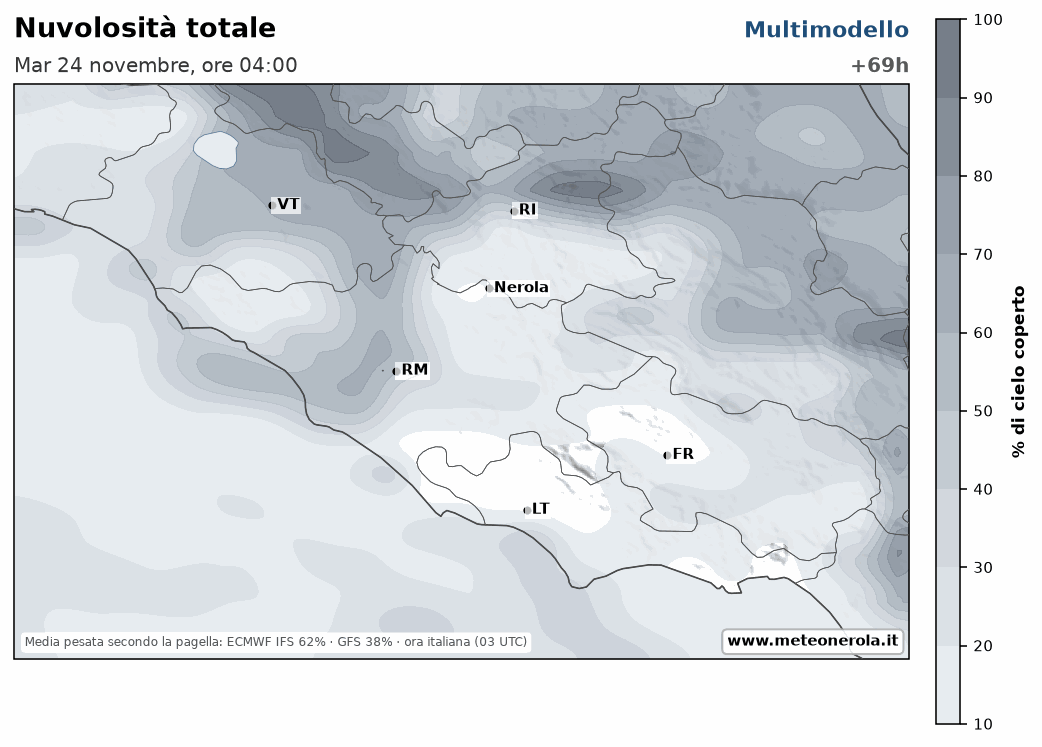 Nuvolosità totale
Multimodello
Mar 24 novembre, ore 04:00
+69h
VT
RI
Nerola
RM
FR
LT
Media pesata secondo la pagella: ECMWF IFS 62% · GFS 38% · ora italiana (03 UTC)
www.meteonerola.it
100
90
80
70
60
50
40
30
20
10
% di cielo coperto